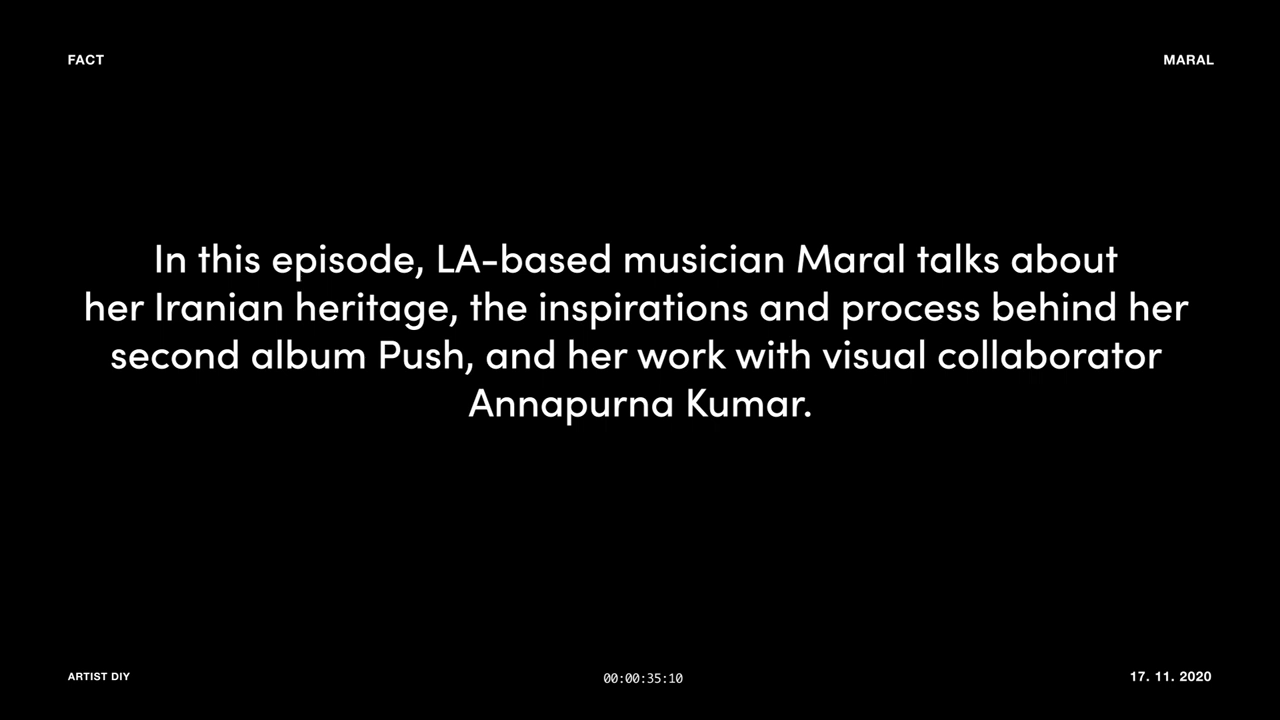 FACT
MARAL
In this episode, LA-based musician Maral talks about
her Iranian heritage, the inspirations and process behind her
second album Push, and her work with visual collaborator
Annapurna Kumar.
ARTIST DIY
00:00:35:10
17. 11. 2020